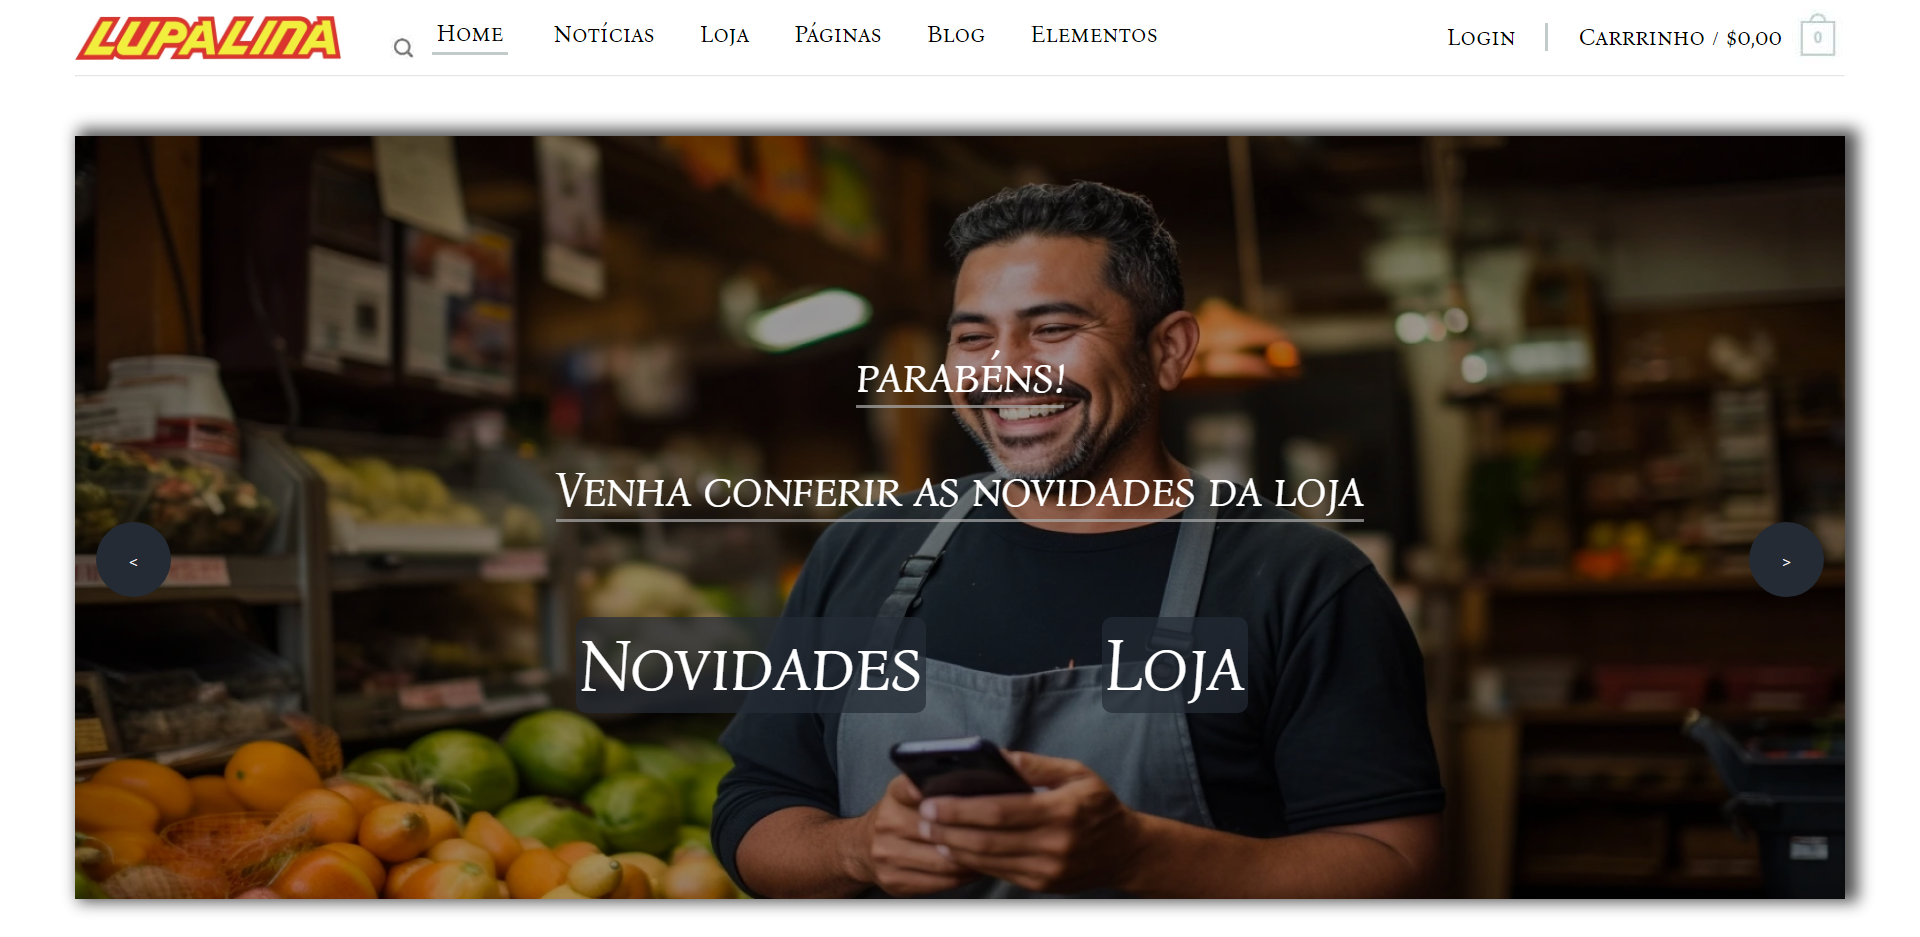 LUPALINA
Home Notícias Loja Páginas Blog Elementos
Login
Carrrinho / $0,00
0
parabéns!
Venha conferir as novidades da loja
<
>
Novidades Loja